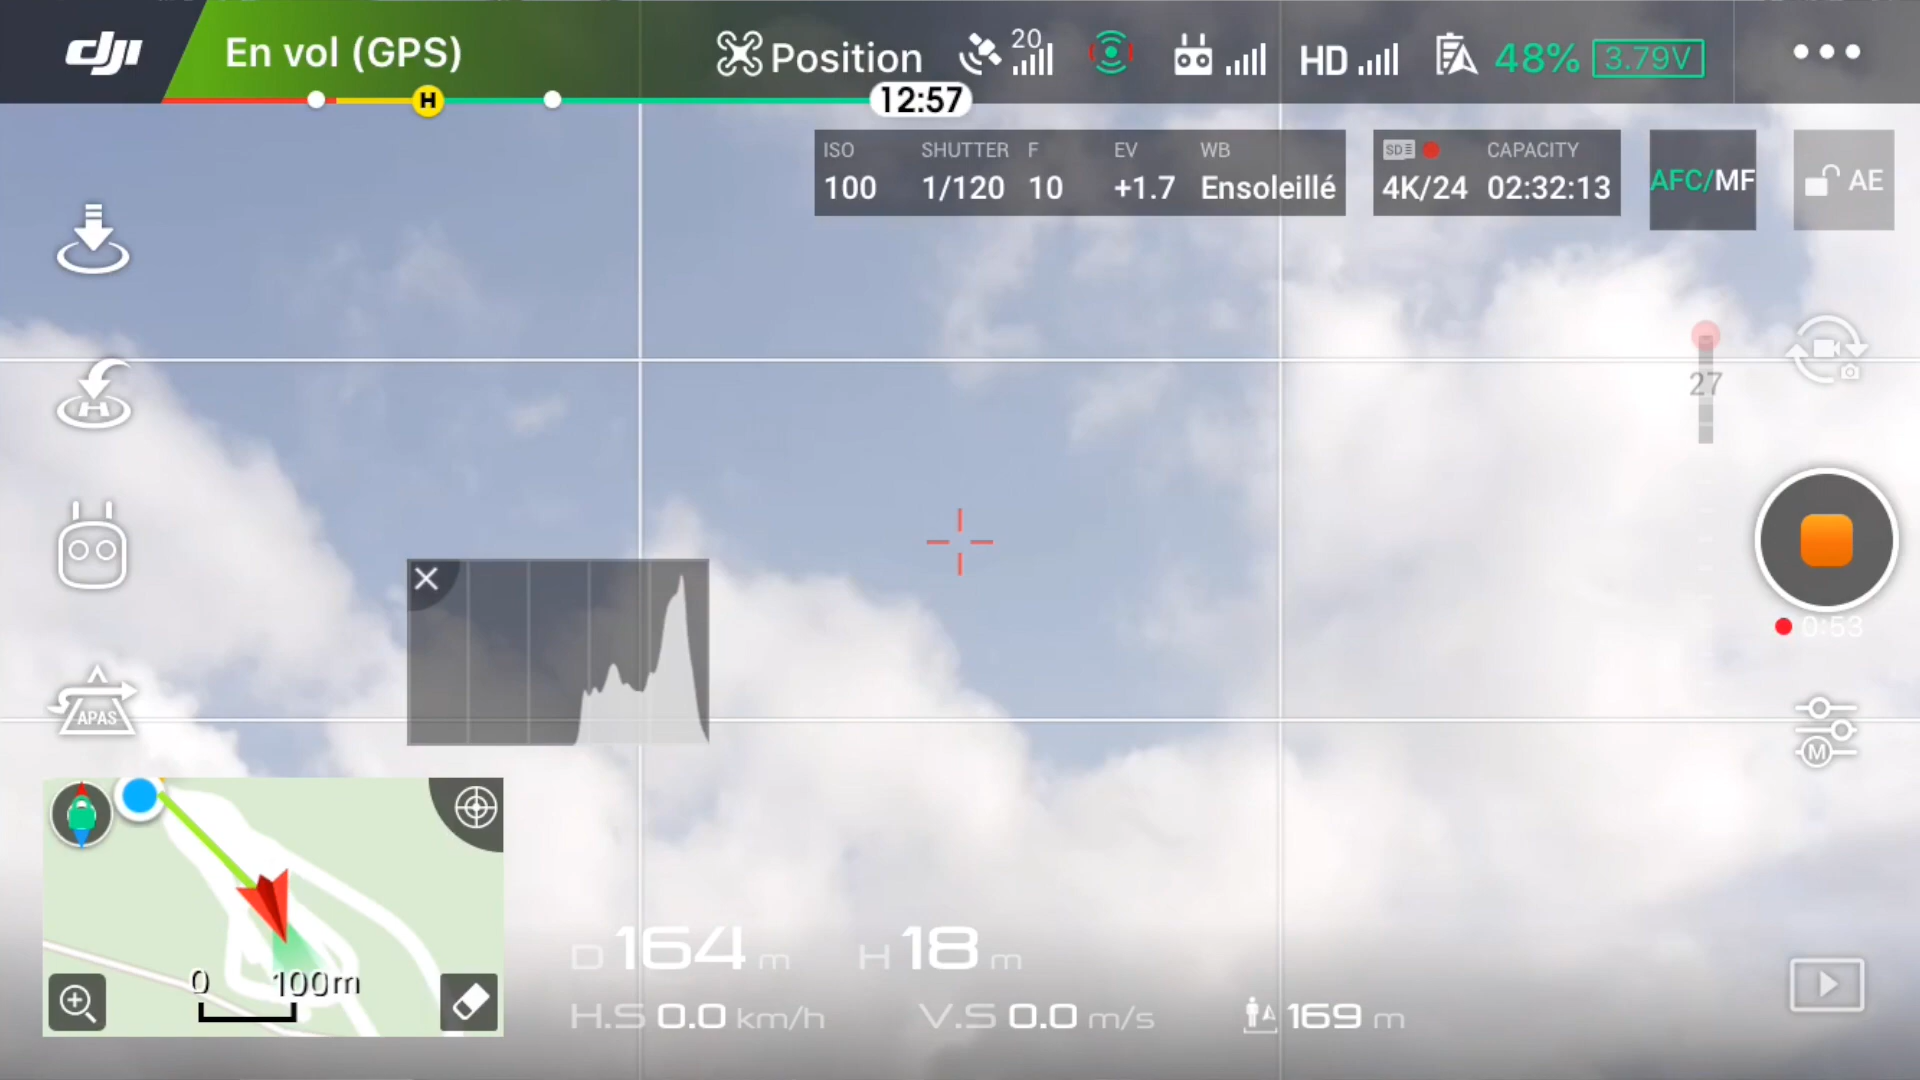 dji
En vol (GPS)
Position
20
HD
48%
3.79V
H
12:57
ISO SHUTTER F EV WB
100 1/120 10 +1.7 Ensoleillé
SD CAPACITY
4K/24 02:32:13
AFC/MF
AE
27
H
0:53
APAS
M
D 164 m H 18 m
0 100m
H.S 0.0 km/h V.S 0.0 m/s 169 m